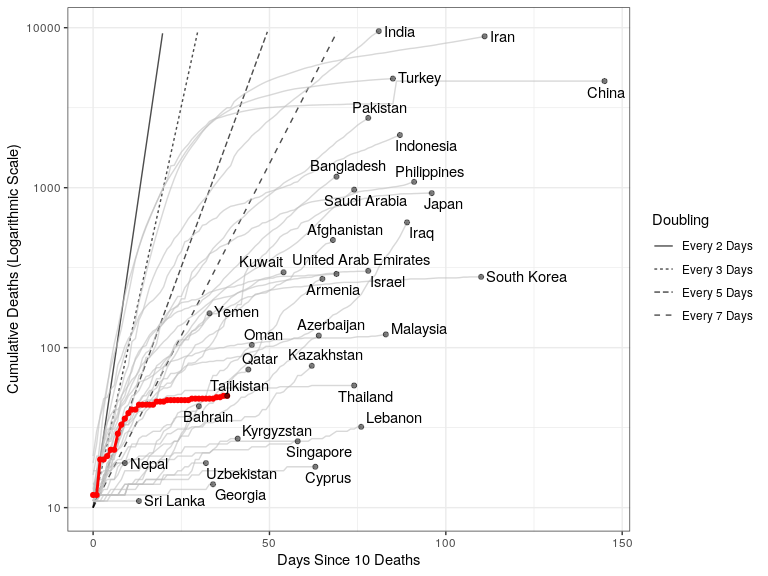 10000
1000
100
10
Cumulative Deaths (Logarithmic Scale)
India
Iran
Turkey
China
Pakistan
Indonesia
Bangladesh
Philippines
Saudi Arabia
Japan
Afghanistan
Iraq
Kuwait
United Arab Emirates
Armenia
Israel
South Korea
Yemen
Azerbaijan
Malaysia
Oman
Qatar
Kazakhstan
Tajikistan
Thailand
Bahrain
Lebanon
Kyrgyzstan
Singapore
Nepal
Uzbekistan
Cyprus
Georgia
Sri Lanka
0
50
100
150
Days Since 10 Deaths
Doubling
Every 2 Days
Every 3 Days
Every 5 Days
Every 7 Days